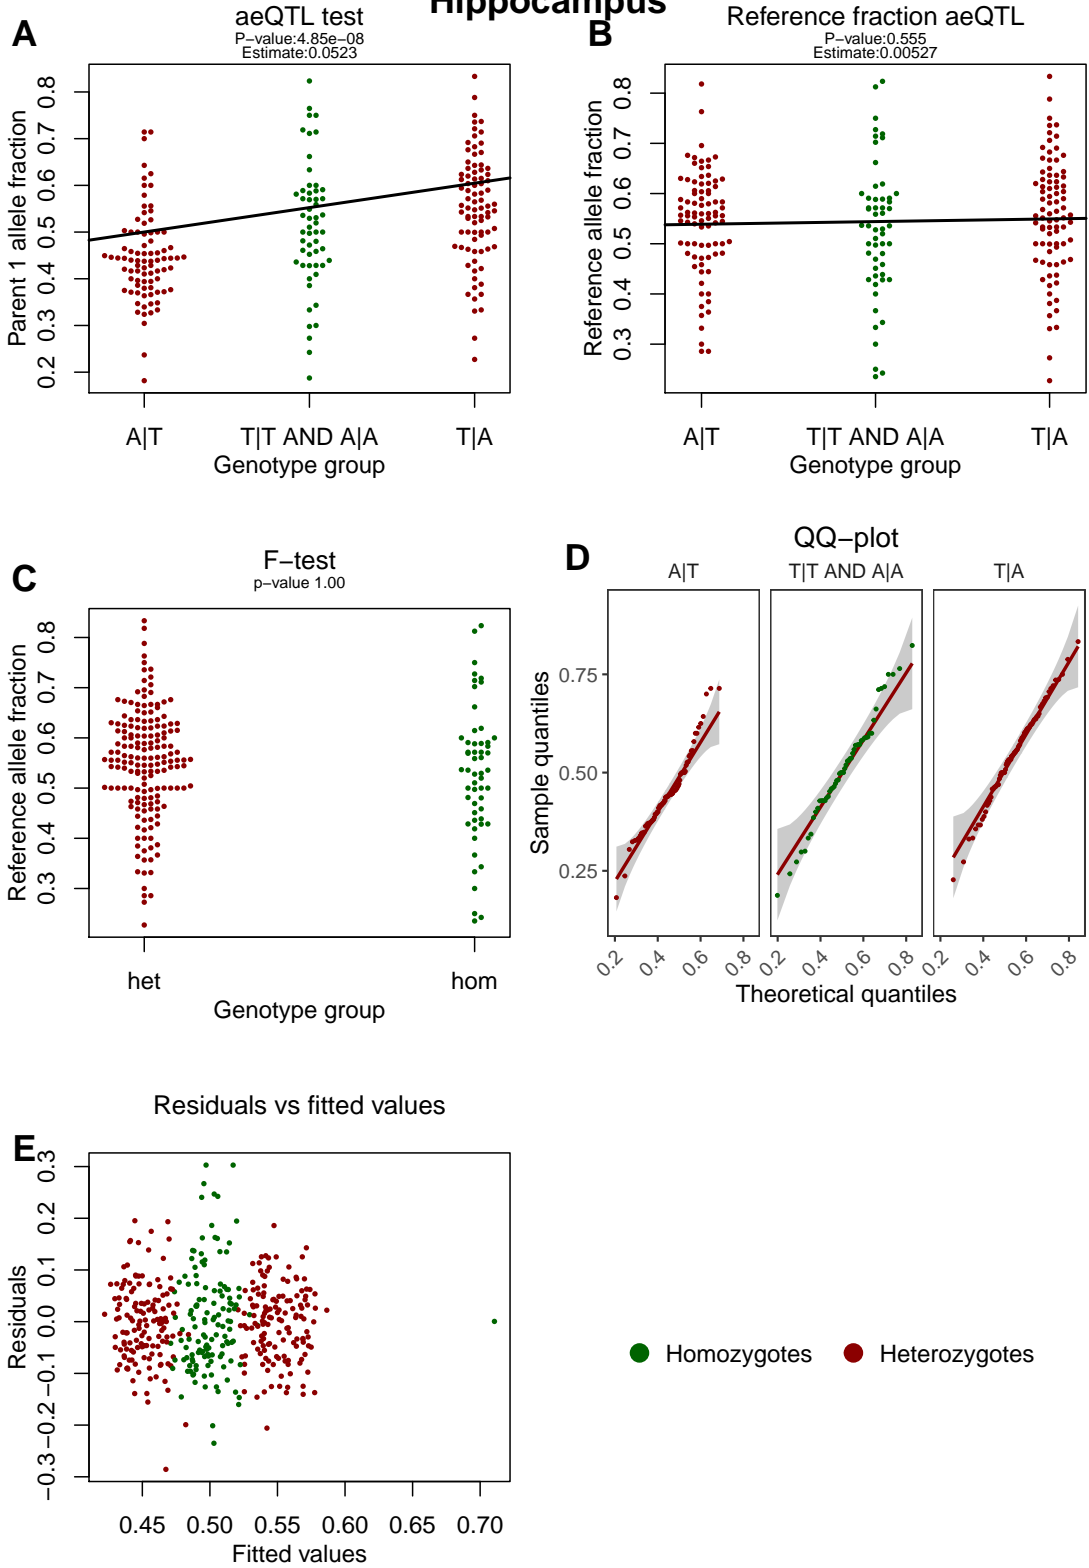 Hippocampus
A
aeQTL test
P-value:4.85e-08
Estimate:0.0523
Parent 1 allele fraction
0.8
0.7
0.6
0.5
0.4
0.3
0.2
A|T
T|T AND A|A
T|A
Genotype group
B
Reference fraction aeQTL
P-value:0.555
Estimate:0.00527
Reference allele fraction
0.8
0.7
0.6
0.5
0.4
0.3
A|T
T|T AND A|A
T|A
Genotype group
C
F-test
p-value 1.00
Reference allele fraction
0.8
0.7
0.6
0.5
0.4
0.3
het
hom
Genotype group
D
QQ-plot
A|T
T|T AND A|A
T|A
Sample quantiles
0.75
0.50
0.25
0.2
0.4
0.6
0.8
0.2
0.4
0.6
0.8
0.2
0.4
0.6
0.8
Theoretical quantiles
E
Residuals vs fitted values
Residuals
0.3
0.2
0.1
0.0
-0.1
-0.2
-0.3
0.45
0.50
0.55
0.60
0.65
0.70
Fitted values
Homozygotes
Heterozygotes